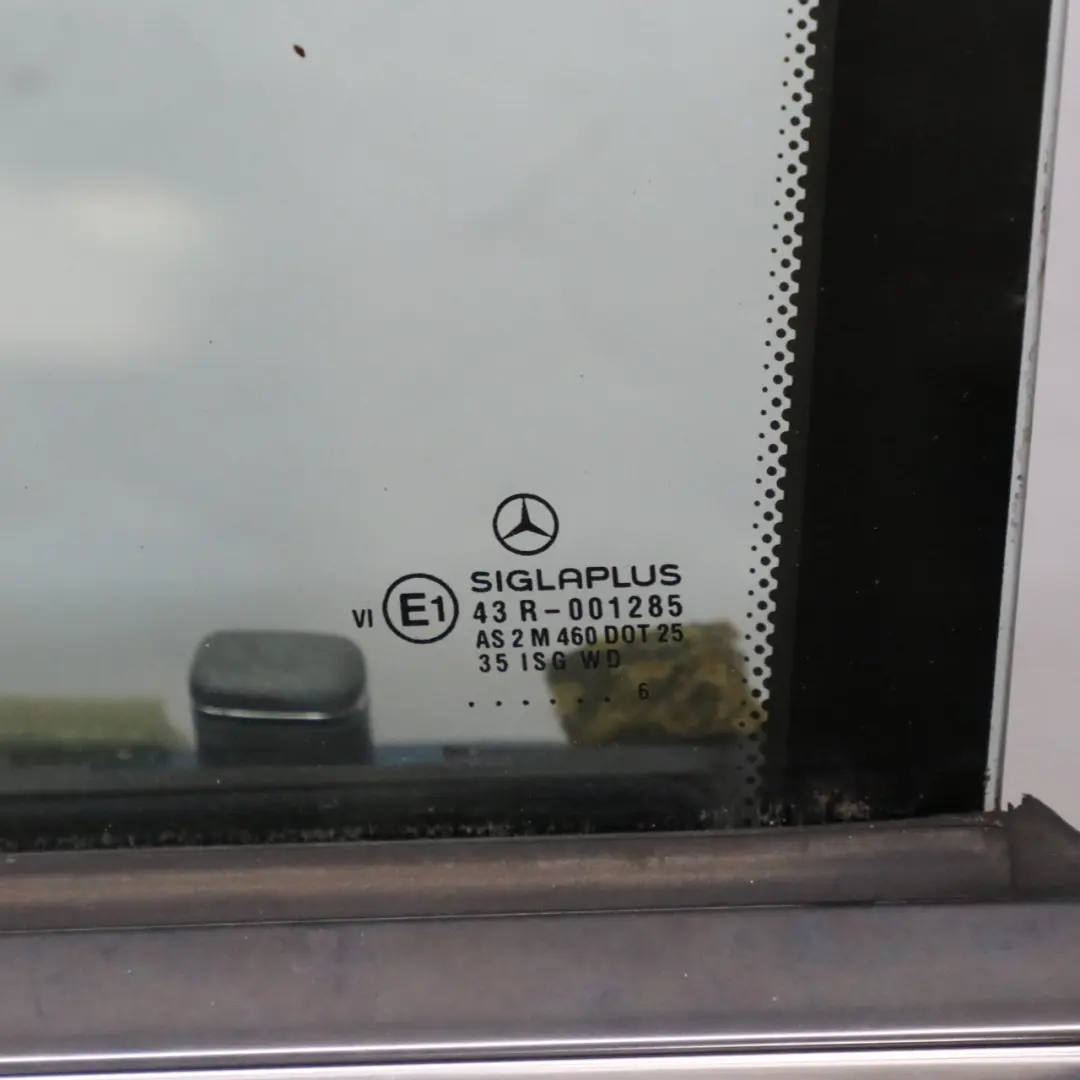 SIGLAPLUS
VI E1 43 R-001285
AS 2 M 460 DOT 25
35 ISG WD
. . . . . . 6